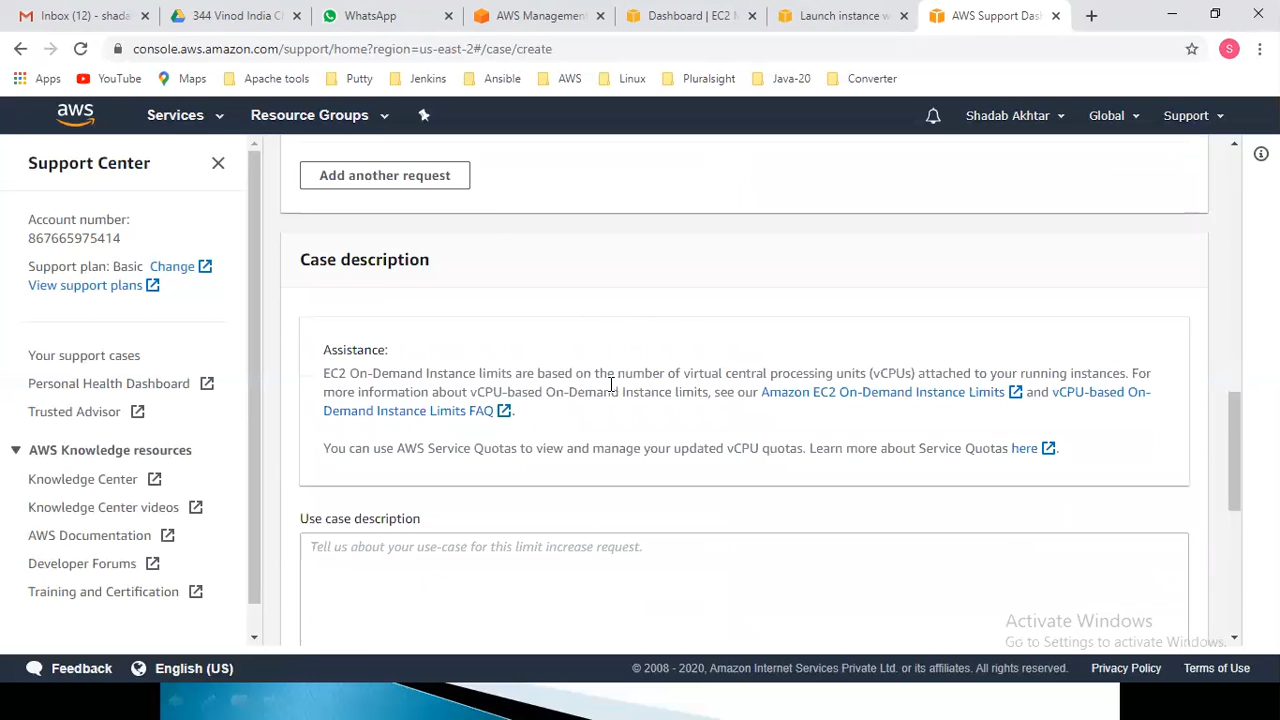 Inbox (12) - shada
344 Vinod India C
WhatsApp
AWS Managemen
Dashboard | EC2 M
Launch instance w
AWS Support Das
console.aws.amazon.com/support/home?region=us-east-2#/case/create
S
Apps
YouTube
Maps
Apache tools
Putty
Jenkins
Ansible
AWS
Linux
Pluralsight
Java-20
Converter
aws
Services
Resource Groups
Shadab Akhtar
Global
Support
Support Center
Account number:
867665975414
Support plan: Basic Change
View support plans
Your support cases
Personal Health Dashboard
Trusted Advisor
AWS Knowledge resources
Knowledge Center
Knowledge Center videos
AWS Documentation
Developer Forums
Training and Certification
Add another request
Case description
Assistance:
EC2 On-Demand Instance limits are based on the number of virtual central processing units (vCPUs) attached to your running instances. For
more information about vCPU-based On-Demand Instance limits, see our Amazon EC2 On-Demand Instance Limits and vCPU-based On-
Demand Instance Limits FAQ.
You can use AWS Service Quotas to view and manage your updated vCPU quotas. Learn more about Service Quotas here.
Use case description
Tell us about your use-case for this limit increase request.
Activate Windows
Go to Settings to activate Windows.
Feedback
English (US)
© 2008 - 2020, Amazon Internet Services Private Ltd. or its affiliates. All rights reserved.
Privacy Policy
Terms of Use